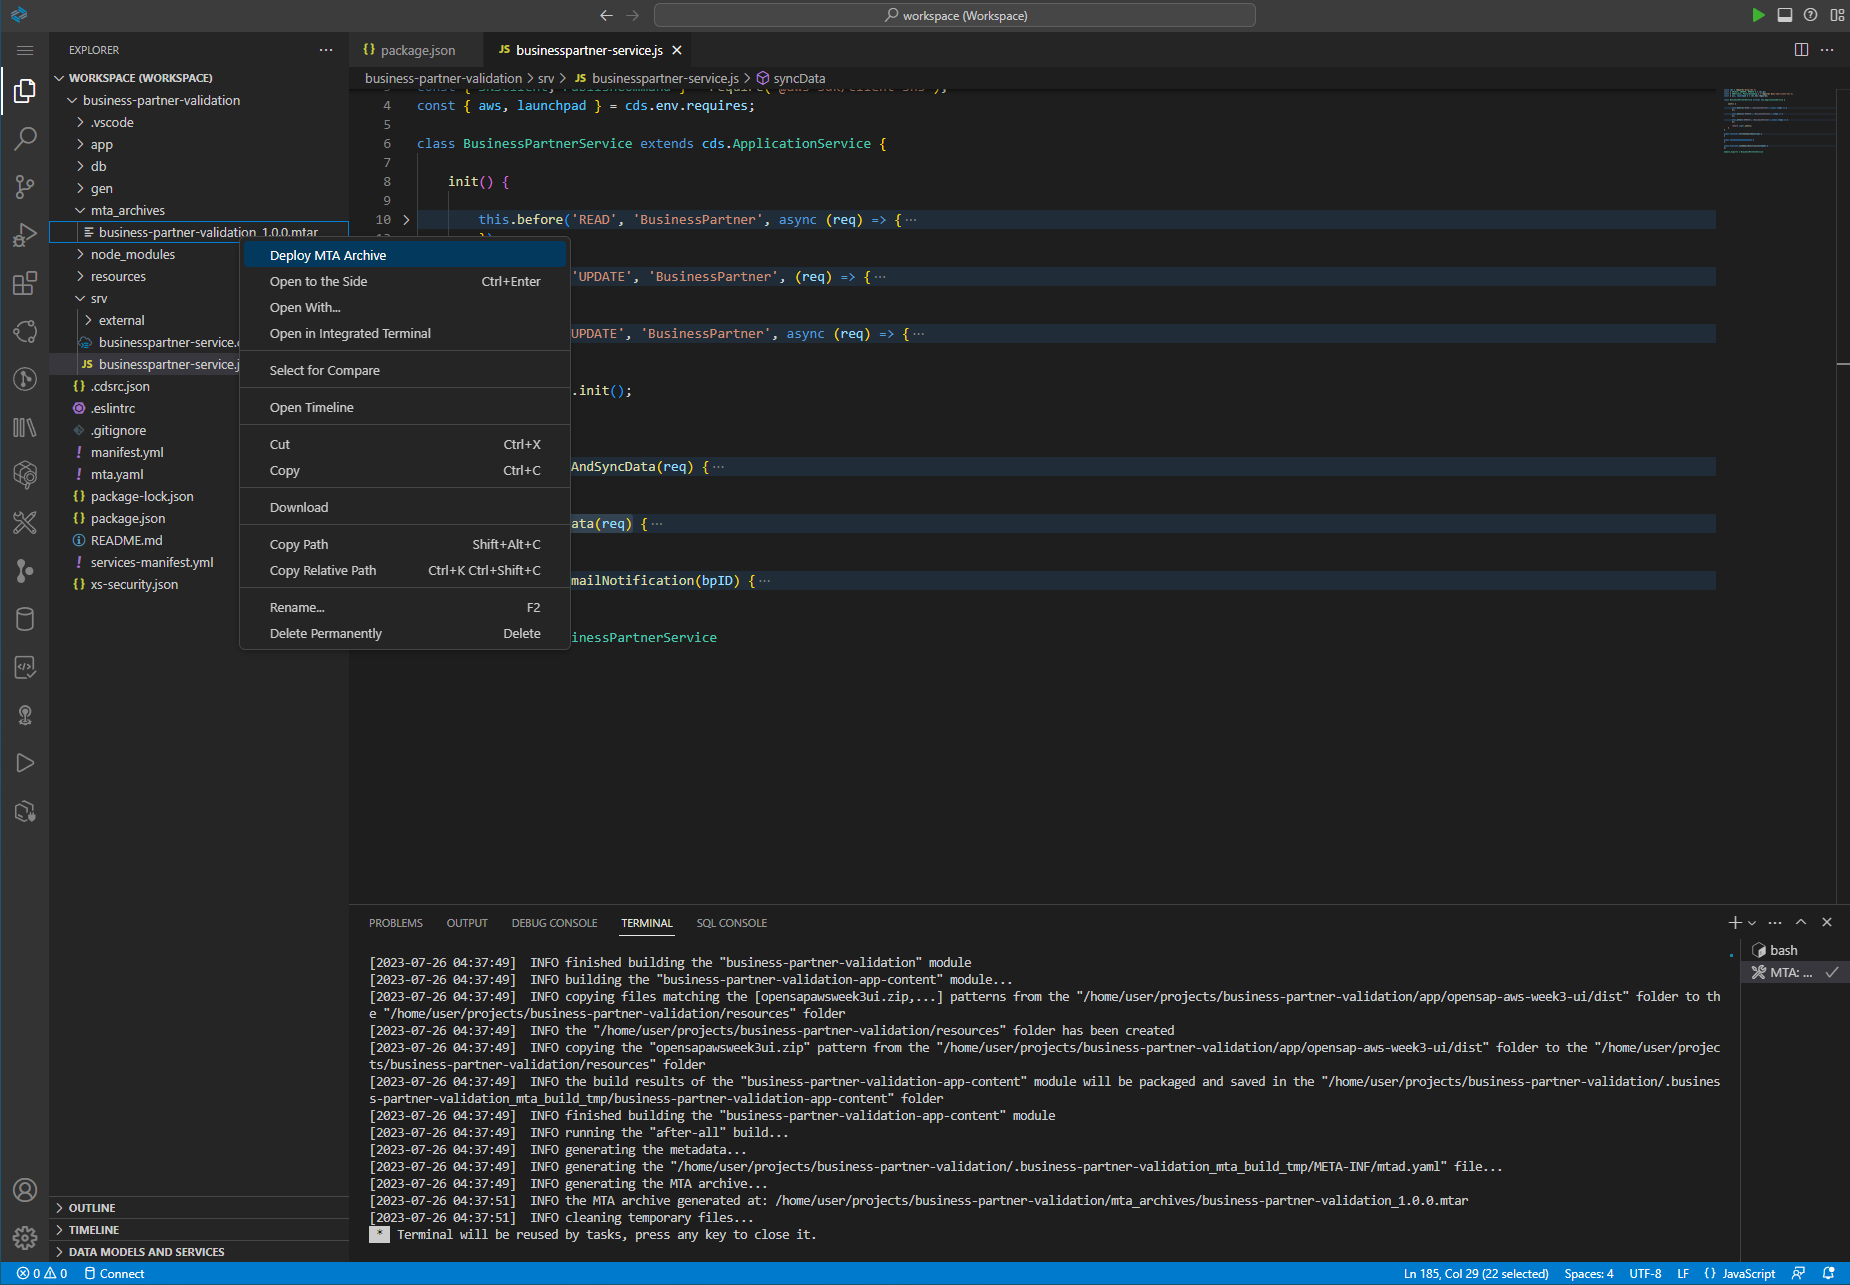 workspace (Workspace)
EXPLORER
WORKSPACE (WORKSPACE)
business-partner-validation
.vscode
app
db
gen
mta_archives
business-partner-validation_1.0.0.mtar
node_modules
resources
srv
external
businesspartner-service.
businesspartner-service.j
.cdsrc.json
.eslintrc
.gitignore
manifest.yml
mta.yaml
package-lock.json
package.json
README.md
services-manifest.yml
xs-security.json
OUTLINE
TIMELINE
DATA MODELS AND SERVICES
Deploy MTA Archive
Open to the Side Ctrl+Enter
Open With...
Open in Integrated Terminal
Select for Compare
Open Timeline
Cut Ctrl+X
Copy Ctrl+C
Download
Copy Path Shift+Alt+C
Copy Relative Path Ctrl+K Ctrl+Shift+C
Rename... F2
Delete Permanently Delete
{} package.json
JS businesspartner-service.js
business-partner-validation > srv > JS businesspartner-service.js > syncData
4 const { aws, launchpad } = cds.env.requires;
5
6 class BusinessPartnerService extends cds.ApplicationService {
7
8 init() {
9
10 this.before('READ', 'BusinessPartner', async (req) => {···
'UPDATE', 'BusinessPartner', (req) => {···
UPDATE', 'BusinessPartner', async (req) => {···
.init();
AndSyncData(req) {···
ata(req) {···
mailNotification(bpID) {···
inessPartnerService
PROBLEMS OUTPUT DEBUG CONSOLE TERMINAL SQL CONSOLE
[2023-07-26 04:37:49] INFO finished building the "business-partner-validation" module
[2023-07-26 04:37:49] INFO building the "business-partner-validation-app-content" module...
[2023-07-26 04:37:49] INFO copying files matching the [opensapawsweek3ui.zip,...] patterns from the "/home/user/projects/business-partner-validation/app/opensap-aws-week3-ui/dist" folder to th
e "/home/user/projects/business-partner-validation/resources" folder
[2023-07-26 04:37:49] INFO the "/home/user/projects/business-partner-validation/resources" folder has been created
[2023-07-26 04:37:49] INFO copying the "opensapawsweek3ui.zip" pattern from the "/home/user/projects/business-partner-validation/app/opensap-aws-week3-ui/dist" folder to the "/home/user/projec
ts/business-partner-validation/resources" folder
[2023-07-26 04:37:49] INFO the build results of the "business-partner-validation-app-content" module will be packaged and saved in the "/home/user/projects/business-partner-validation/.busines
s-partner-validation_mta_build_tmp/business-partner-validation-app-content" folder
[2023-07-26 04:37:49] INFO finished building the "business-partner-validation-app-content" module
[2023-07-26 04:37:49] INFO running the "after-all" build...
[2023-07-26 04:37:49] INFO generating the metadata...
[2023-07-26 04:37:49] INFO generating the "/home/user/projects/business-partner-validation/.business-partner-validation_mta_build_tmp/META-INF/mtad.yaml" file...
[2023-07-26 04:37:49] INFO generating the MTA archive...
[2023-07-26 04:37:51] INFO the MTA archive generated at: /home/user/projects/business-partner-validation/mta_archives/business-partner-validation_1.0.0.mtar
[2023-07-26 04:37:51] INFO cleaning temporary files...
* Terminal will be reused by tasks, press any key to close it.
bash
MTA: ...
0 0 Connect
Ln 185, Col 29 (22 selected) Spaces: 4 UTF-8 LF {} JavaScript